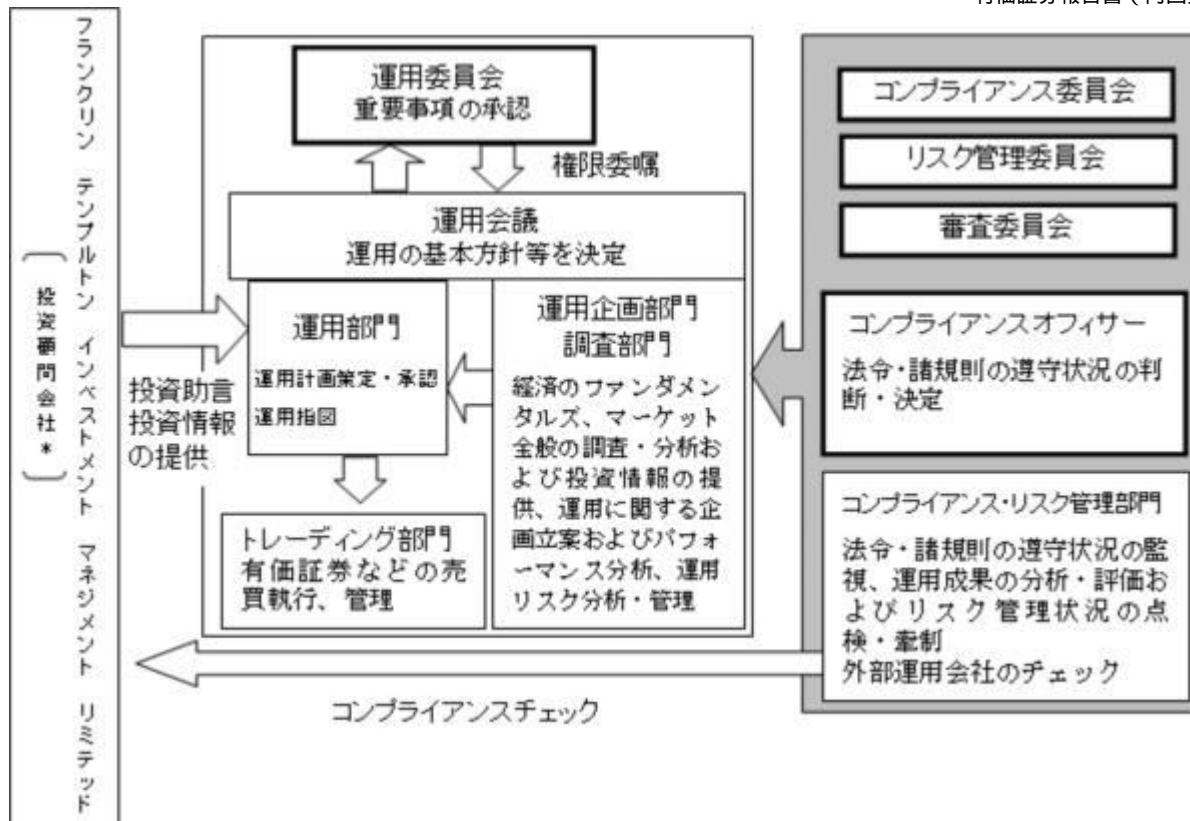 フランクリン テンプルトン インベストメント マネジメント リミテッド
投資顧問会社*
運用委員会
重要事項の承認
権限委嘱
運用会議
運用の基本方針等を決定
運用部門
運用計画策定・承認
運用指図
投資助言
投資情報
の提供
運用企画部門
調査部門
経済のファンダメン
タルズ、マーケット
全般の調査・分析お
よび投資情報の提
供、運用に関する企
画立案およびパフォ
ーマンス分析、運用
リスク分析・管理
トレーディング部門
有価証券などの売
買執行、管理
コンプライアンスチェック
コンプライアンス委員会
リスク管理委員会
審査委員会
コンプライアンスオフィサー
法令・諸規則の遵守状況の判
断・決定
コンプライアンス・リスク管理部門
法令・諸規則の遵守状況の監
視、運用成果の分析・評価お
よびリスク管理状況の点
検・牽制
外部運用会社のチェック